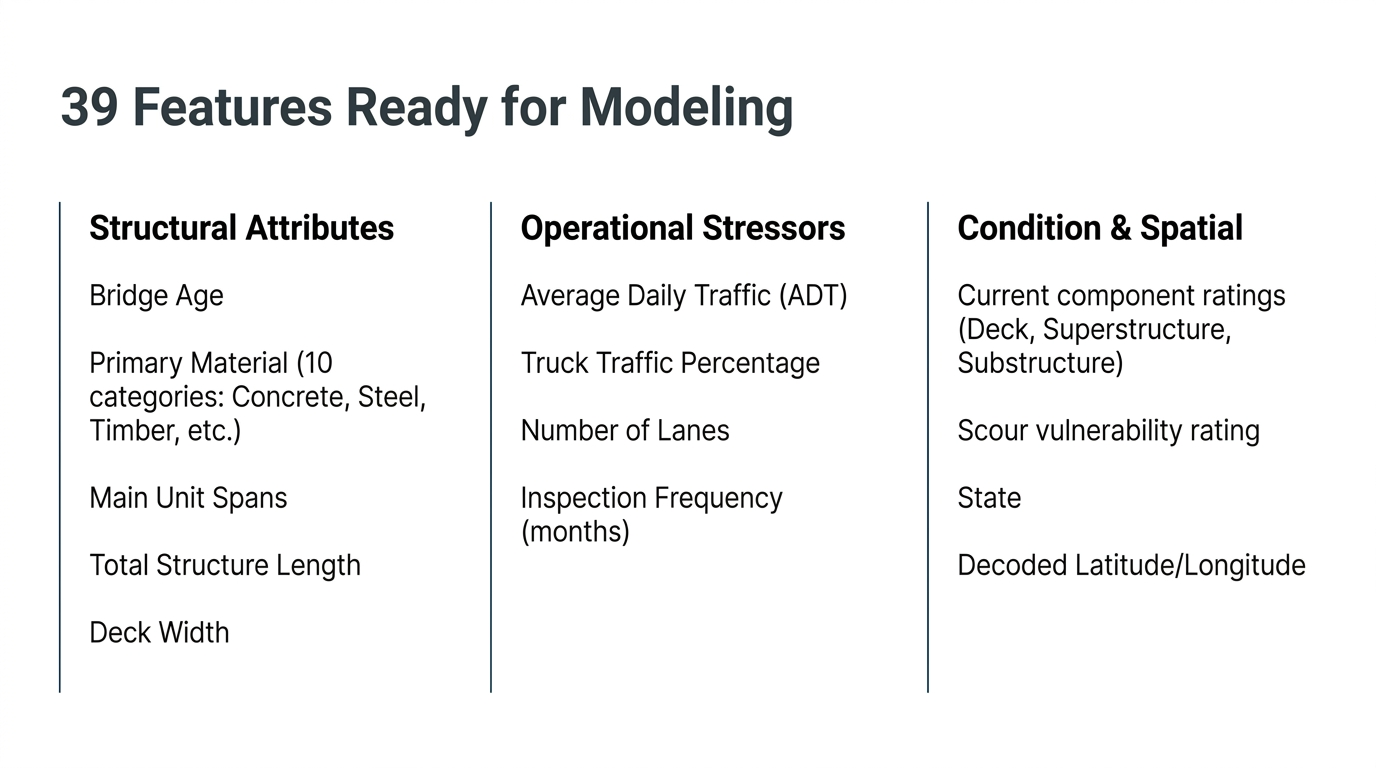 39 Features Ready for Modeling
Structural Attributes
Bridge Age
Primary Material (10
categories: Concrete, Steel,
Timber, etc.)
Main Unit Spans
Total Structure Length
Deck Width
Operational Stressors
Average Daily Traffic (ADT)
Truck Traffic Percentage
Number of Lanes
Inspection Frequency
(months)
Condition & Spatial
Current component ratings
(Deck, Superstructure,
Substructure)
Scour vulnerability rating
State
Decoded Latitude/Longitude